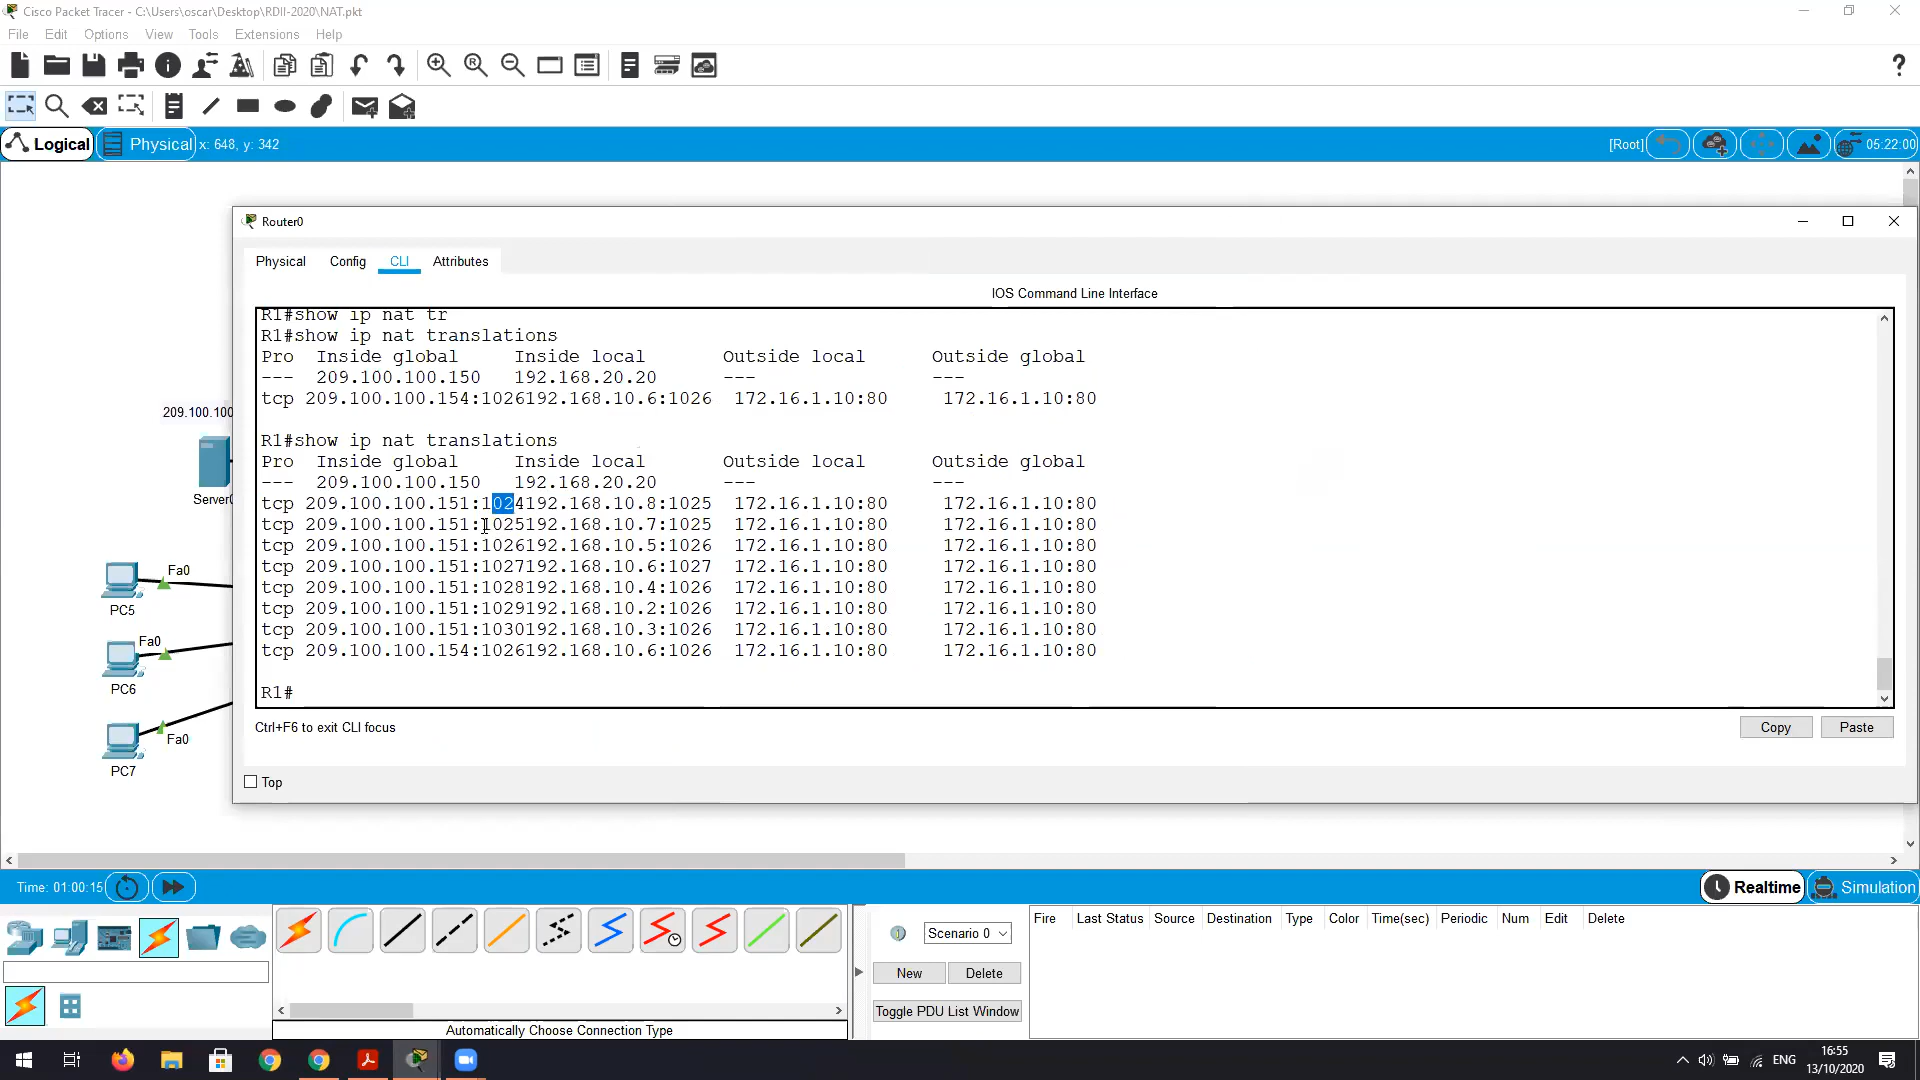 Cisco Packet Tracer - C:\Users\oscar\Desktop\RDII-2020\NAT.pkt
File Edit Options View Tools Extensions Help
Logical Physical x: 648, y: 342 [Root] 05:22:00
Router0
Physical Config CLI Attributes
IOS Command Line Interface
R1#show ip nat tr
R1#show ip nat translations
Pro Inside global Inside local Outside local Outside global
--- 209.100.100.150 192.168.20.20 --- ---
tcp 209.100.100.154:1026192.168.10.6:1026 172.16.1.10:80 172.16.1.10:80
R1#show ip nat translations
Pro Inside global Inside local Outside local Outside global
--- 209.100.100.150 192.168.20.20 --- ---
tcp 209.100.100.151:1024192.168.10.8:1025 172.16.1.10:80 172.16.1.10:80
tcp 209.100.100.151:1025192.168.10.7:1025 172.16.1.10:80 172.16.1.10:80
tcp 209.100.100.151:1026192.168.10.5:1026 172.16.1.10:80 172.16.1.10:80
tcp 209.100.100.151:1027192.168.10.6:1027 172.16.1.10:80 172.16.1.10:80
tcp 209.100.100.151:1028192.168.10.4:1026 172.16.1.10:80 172.16.1.10:80
tcp 209.100.100.151:1029192.168.10.2:1026 172.16.1.10:80 172.16.1.10:80
tcp 209.100.100.151:1030192.168.10.3:1026 172.16.1.10:80 172.16.1.10:80
tcp 209.100.100.154:1026192.168.10.6:1026 172.16.1.10:80 172.16.1.10:80
R1#
Ctrl+F6 to exit CLI focus
Copy Paste
Top
209.100.100
Server0
Fa0
PC5
Fa0
PC6
Fa0
PC7
Time: 01:00:15 Realtime Simulation
Scenario 0
New Delete
Toggle PDU List Window
Fire Last Status Source Destination Type Color Time(sec) Periodic Num Edit Delete
Automatically Choose Connection Type
ENG
16:55
13/10/2020